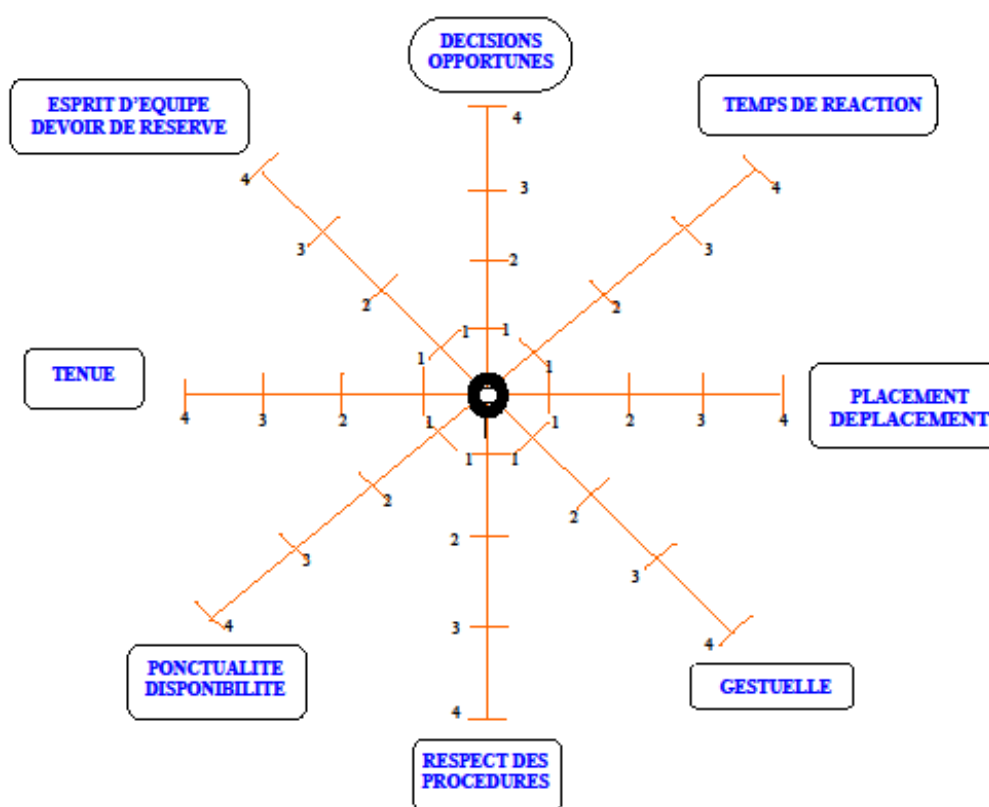 DECISIONS
OPPORTUNES
ESPRIT D'EQUIPE
DEVOIR DE RESERVE
TEMPS DE REACTION
4
4
4
3
3
3
2
2
2
1
1
1
1
TENUE
PLACEMENT
DEPLACEMENT
4
3
2
1
1
2
3
4
1
1
2
2
2
3
3
3
4
4
4
PONCTUALITE
DISPONIBILITE
GESTUELLE
RESPECT DES
PROCEDURES